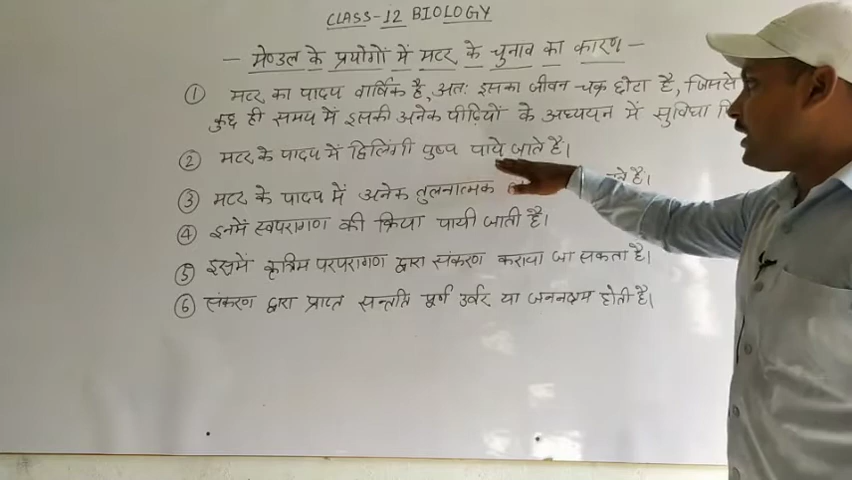 CLASS-12 BIOLOGY
- मेण्डल के प्रयोगों में मटर के चुनाव का कारण -
① मटर का पादप वार्षिक है, अतः इसका जीवन-चक्र छोटा है, जिससे
कुछ ही समय में इसकी अनेक पीढ़ियों के अध्ययन में सुविधा
② मटर के पादप में द्विलिंगी पुष्प पाये जाते है।
③ मटर के पादप में अनेक तुलनात्मक है।
④ इनमें स्वपरागण की क्रिया पायी जाती है।
⑤ इसमें कृत्रिम परपरागण द्वारा संकरण कराया जा सकता है।
⑥ संकरण द्वारा प्राप्त सन्तति पूर्ण उर्वर या जननक्षम होती है।